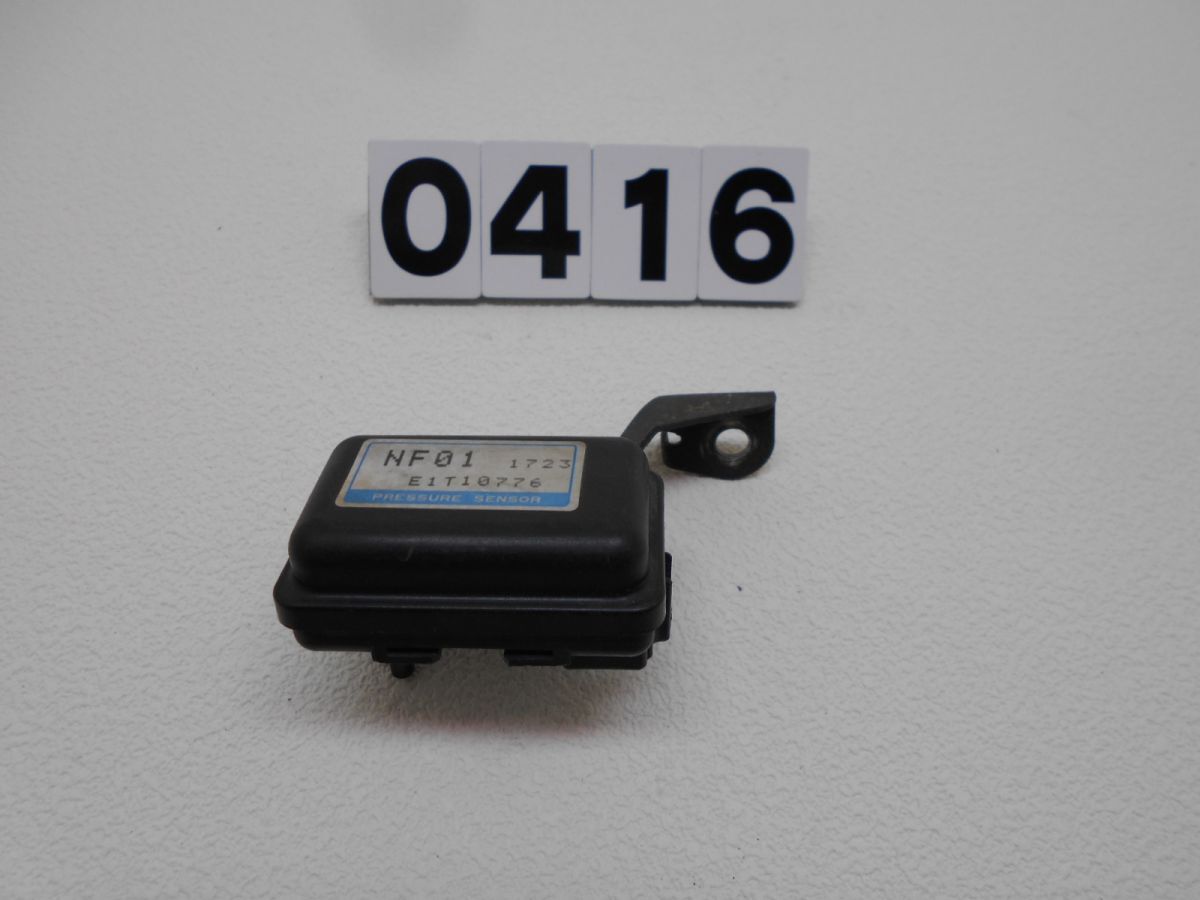 0416
NF01 1723
E1T10776
PRESSURE SENSOR